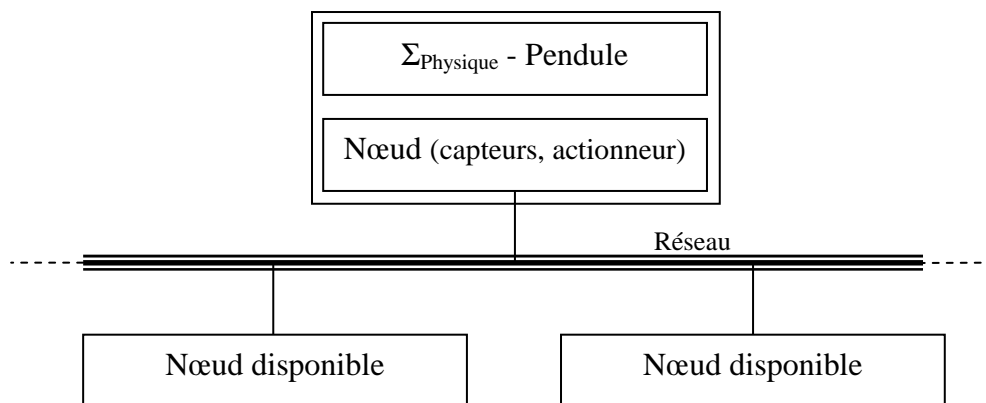 ΣPhysique - Pendule
Nœud (capteurs, actionneur)
Réseau
Nœud disponible
Nœud disponible